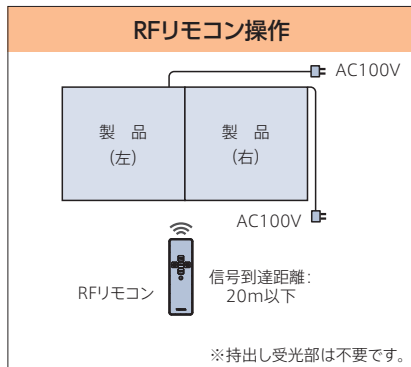 RFリモコン操作
AC100V
製　品
(左)
製　品
(右)
AC100V
RFリモコン
信号到達距離：
20m以下
※持出し受光部は不要です。